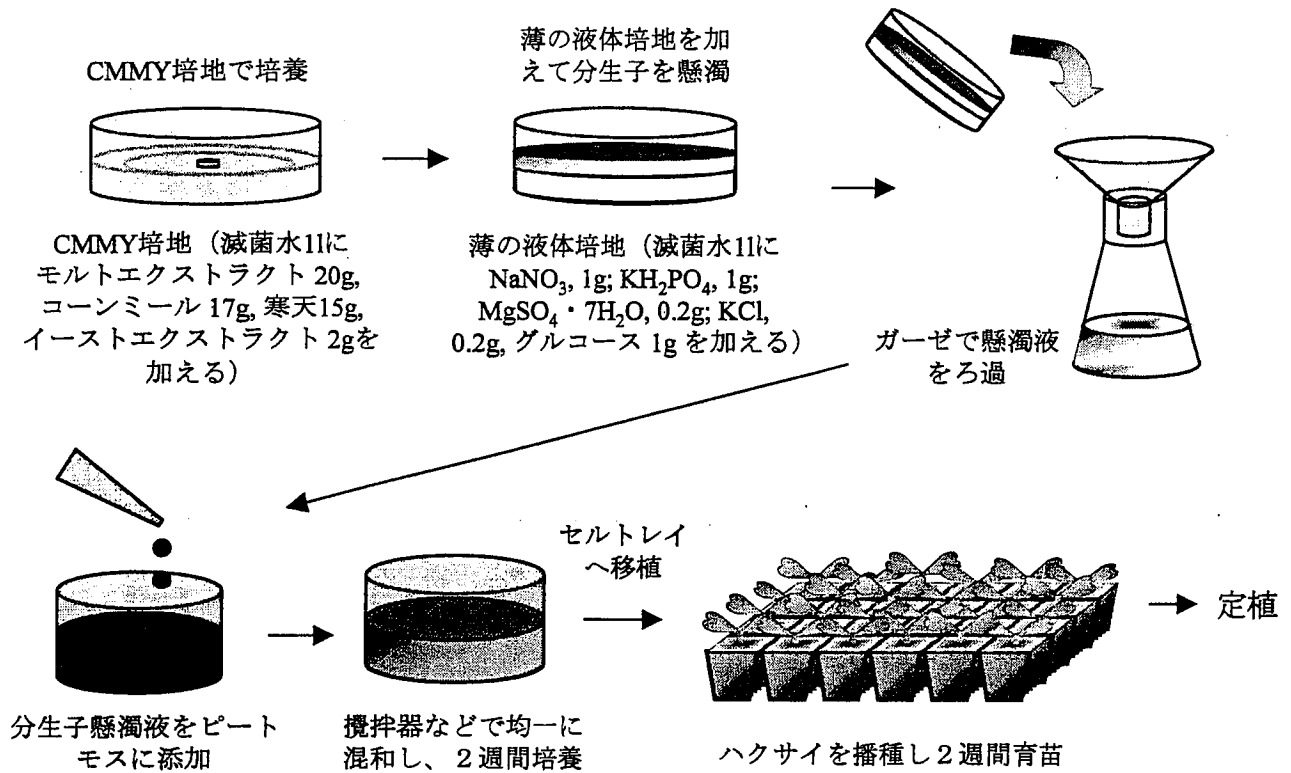 CMMY培地で培養
薄の液体培地を加
えて分生子を懸濁
CMMY培地（滅菌水1lに
モルトエクストラクト 20g,
コーンミール 17g, 寒天15g,
イーストエクストラクト 2gを
加える）
薄の液体培地（滅菌水1lに
NaNO₃, 1g; KH₂PO₄, 1g;
MgSO₄・7H₂O, 0.2g; KCl,
0.2g, グルコース 1g を加える）
ガーゼで懸濁液
をろ過
分生子懸濁液をピート
モスに添加
攪拌器などで均一に
混和し、２週間培養
セルトレイ
へ移植
ハクサイを播種し２週間育苗
定植